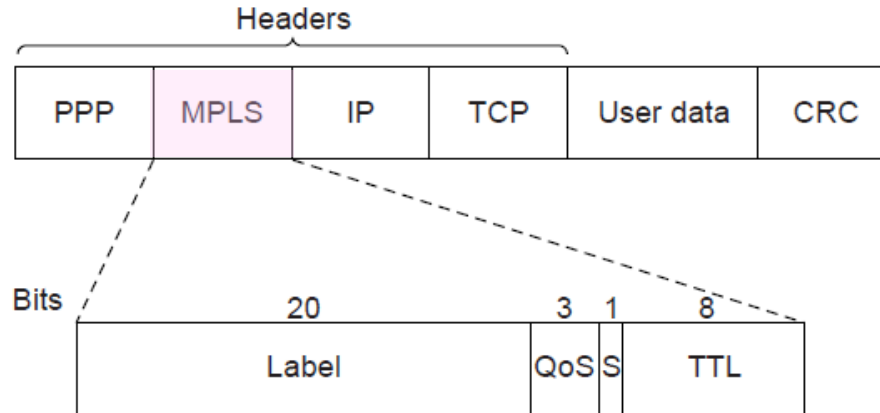 Headers
PPP MPLS IP TCP User data CRC
Bits 20 3 1 8
Label QoS S TTL